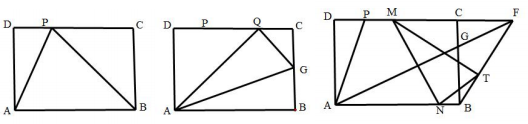 D P C
A B
D P Q C
G
A B
D P M C F
G
T
A N B